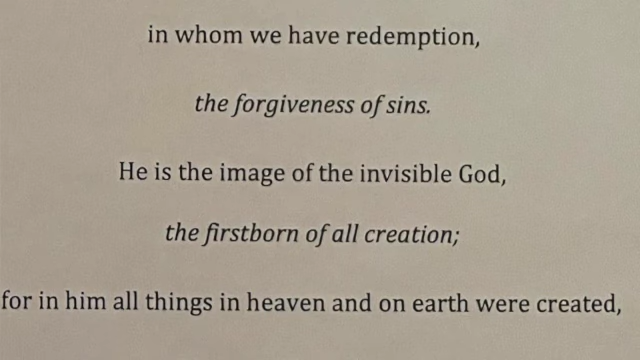 in whom we have redemption,
the forgiveness of sins.
He is the image of the invisible God,
the firstborn of all creation;
for in him all things in heaven and on earth were created,